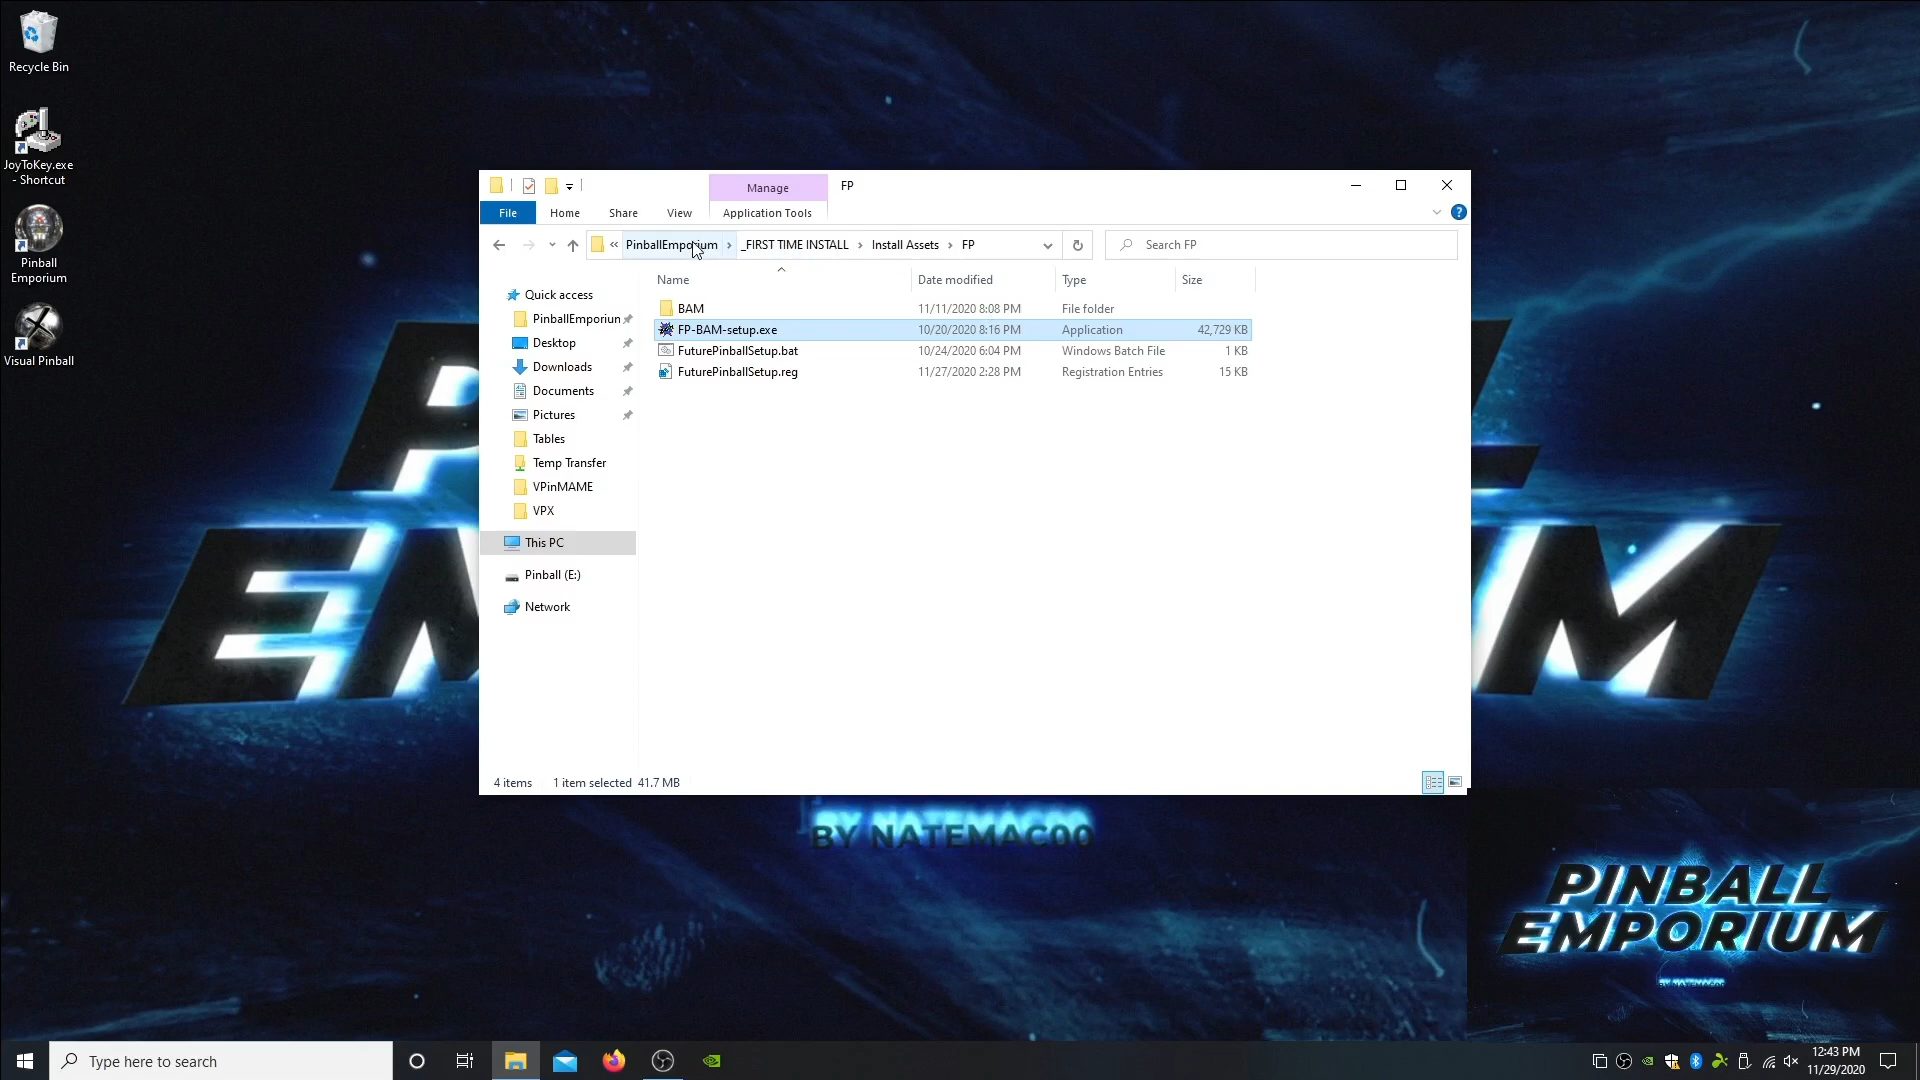 Recycle Bin
JoyToKey.exe
- Shortcut
Pinball
Emporium
Visual Pinball
Manage
FP
File
Home
Share
View
Application Tools
«
PinballEmporium
_FIRST TIME INSTALL
Install Assets
FP
Search FP
Name
Date modified
Type
Size
BAM
11/11/2020 8:08 PM
File folder
FP-BAM-setup.exe
10/20/2020 8:16 PM
Application
42,729 KB
FuturePinballSetup.bat
10/24/2020 6:04 PM
Windows Batch File
1 KB
FuturePinballSetup.reg
11/27/2020 2:28 PM
Registration Entries
15 KB
Quick access
PinballEmporiun
Desktop
Downloads
Documents
Pictures
Tables
Temp Transfer
VPinMAME
VPX
This PC
Pinball (E:)
Network
4 items
1 item selected 41.7 MB
BY NATEMAC00
PINBALL
EMPORIUM
BY NATEMAC00
Type here to search
12:43 PM
11/29/2020